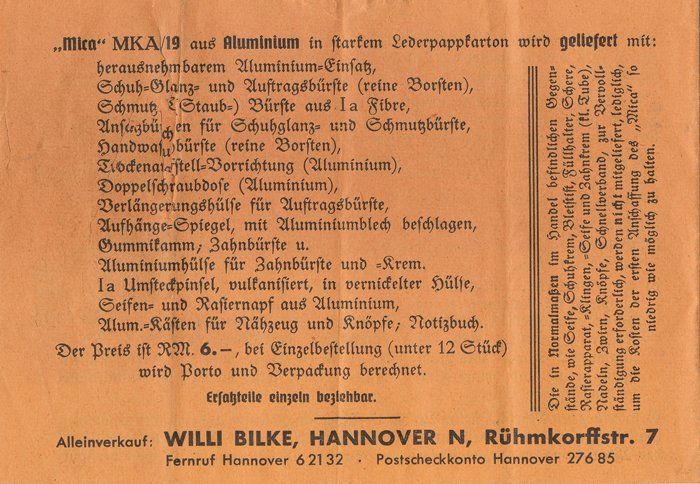 „Mica“ MKA/19 aus Aluminium in starkem Lederpappkarton wird geliefert mit:
herausnehmbarem Aluminium-Einsatz,
Schuh-Glanz- und Auftragsbürste (reine Borsten),
Schmutz (Staub-) Bürste aus Ia Fibre,
Ansatzbürstchen für Schuhglanz- und Schmutzbürste,
Handwaschbürste (reine Borsten),
Trockenaufstell-Vorrichtung (Aluminium),
Doppelschraubdose (Aluminium),
Verlängerungshülse für Auftragsbürste,
Aufhänge-Spiegel, mit Aluminiumblech beschlagen,
Gummikamm, Zahnbürste u.
Aluminiumhülse für Zahnbürste und -Krem.
Ia Umsteckpinsel, vulkanisiert, in vernickelter Hülse,
Seifen- und Rasiernapf aus Aluminium,
Alum.-Kästen für Nähzeug und Knöpfe, Notizbuch.
Der Preis ist RM. 6.–, bei Einzelbestellung (unter 12 Stück)
wird Porto und Verpackung berechnet.
Ersatzteile einzeln beziehbar.
Die in Normalmaßen im Handel befindlichen Gegen-
stände, wie Seife, Schuhkrem, Bleistift, Füllhalter, Schere,
Rasierapparat, -Klingen, -Seife und Zahnkrem (kl. Tube),
Nadeln, Zwirn, Knöpfe, Schnellverband, zur Vervoll-
ständigung erforderlich, werden nicht mitgeliefert, lediglich,
um die Kosten der ersten Anschaffung des „Mica“ so
niedrig wie möglich zu halten.
Alleinverkauf: WILLI BILKE, HANNOVER N, Rühmkorffstr. 7
Fernruf Hannover 6 21 32 · Postscheckkonto Hannover 276 85